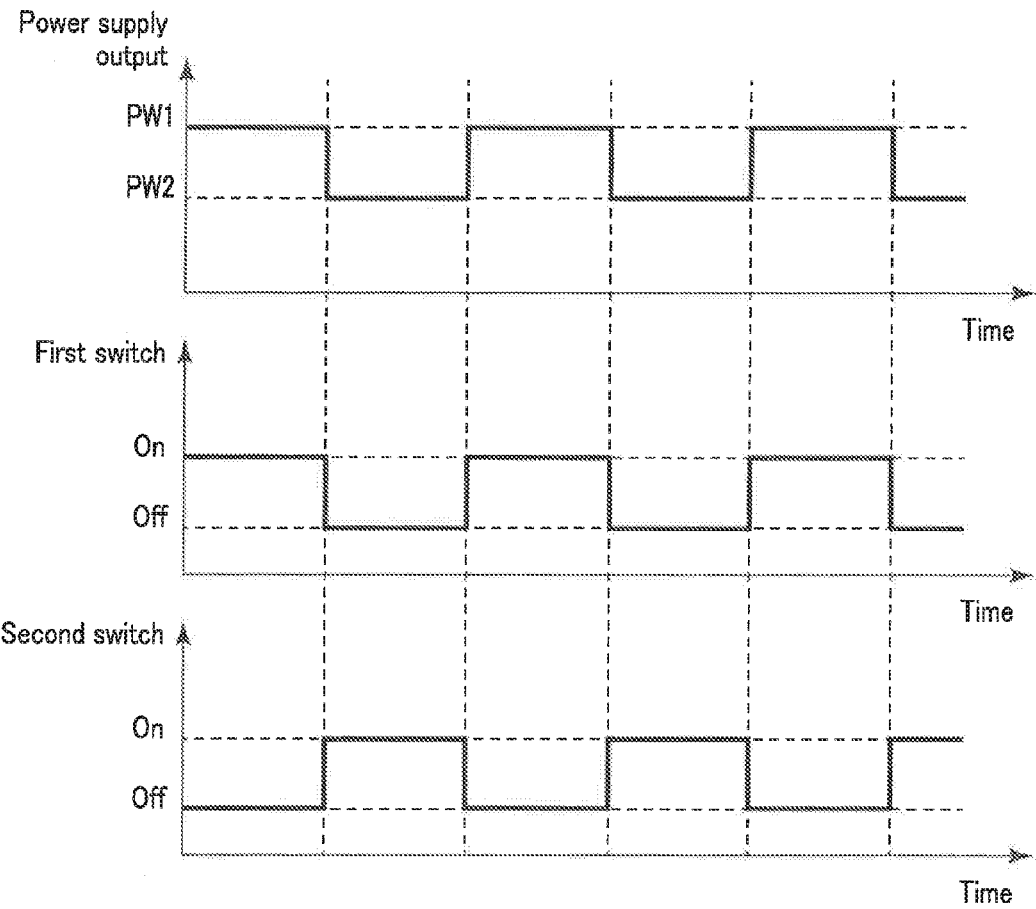 Power supply
output
PW1
PW2
Time
First switch
On
Off
Time
Second switch
On
Off
Time